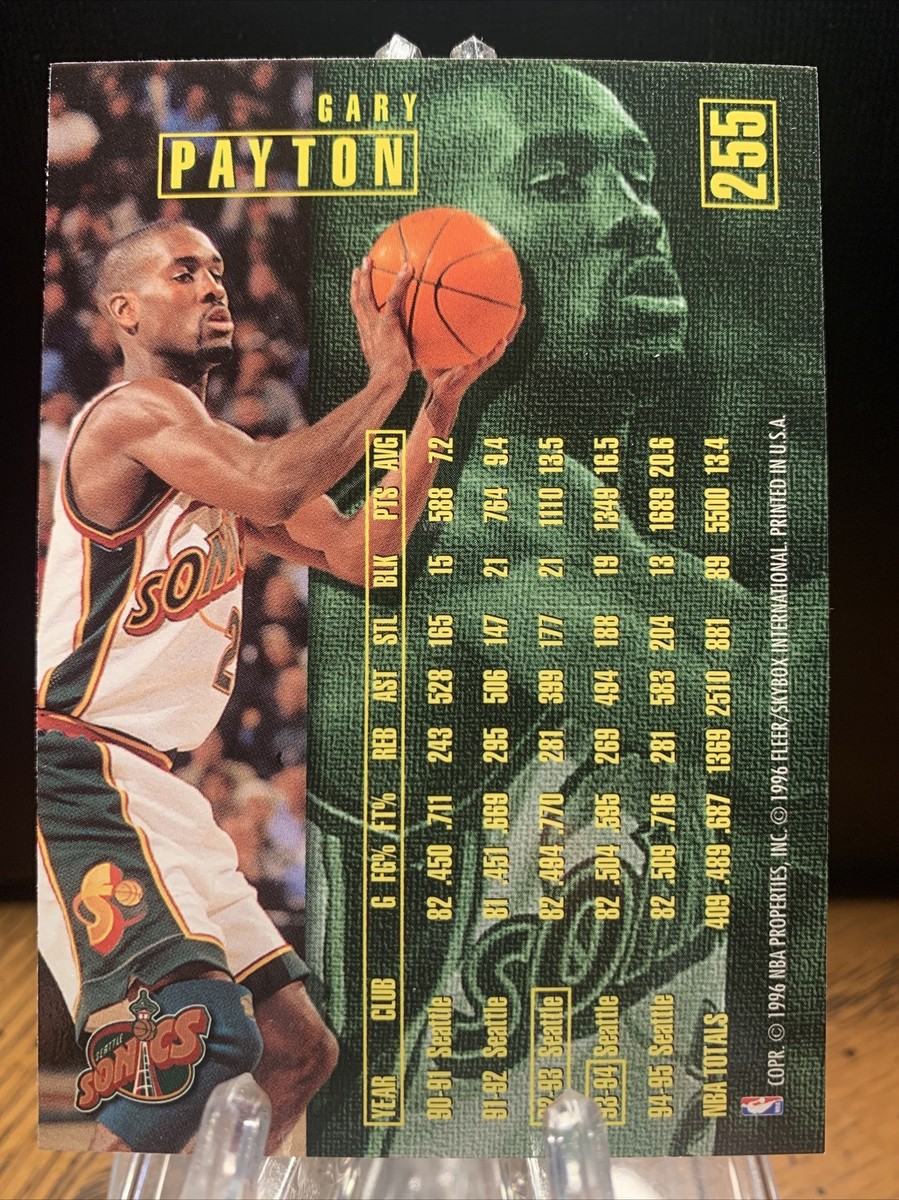 GARY
PAYTON
255
SONICS
2
YEAR CLUB G FG% FT% REB AST STL BLK PTS AVG
90-91 Seattle 82 .450 .711 243 528 165 15 588 7.2
91-92 Seattle 81 .451 .669 295 506 147 21 764 9.4
92-93 Seattle 82 .494 .770 281 399 177 21 1110 13.5
93-94 Seattle 82 .504 .595 269 494 188 19 1349 16.5
94-95 Seattle 82 .509 .716 281 583 204 13 1689 20.6
NBA TOTALS 409 .489 .687 1369 2510 881 89 5500 13.4
COPR. © 1996 NBA PROPERTIES, INC. © 1996 FLEER/SKYBOX INTERNATIONAL. PRINTED IN U.S.A.
SEATTLE
SONICS